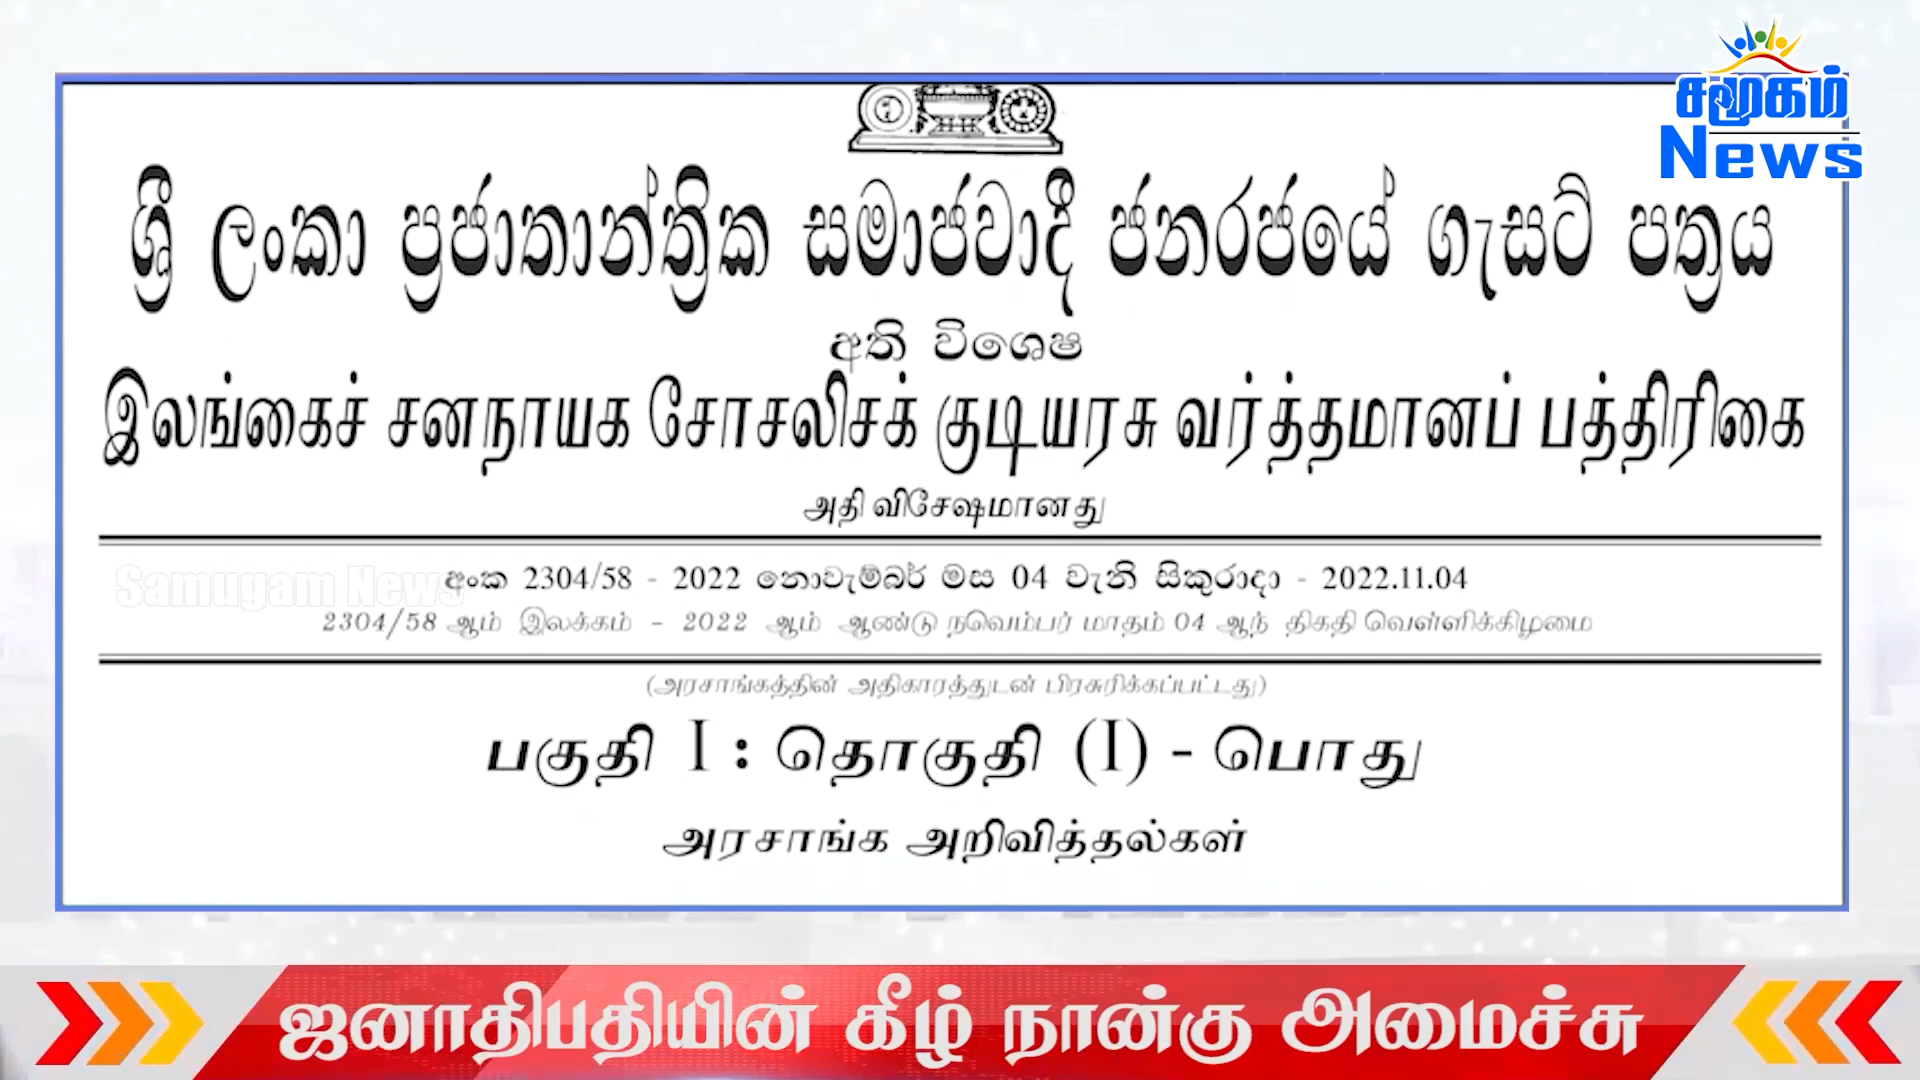 சமூகம்
News
ශ්‍රී ලංකා ප්‍රජාතාන්ත්‍රික සමාජවාදී ජනරජයේ ගැසට් පත්‍රය
අති විශෙෂ
இலங்கைச் சனநாயக சோசலிசக் குடியரசு வர்த்தமானப் பத்திரிகை
அதி விசேஷமானது
Samugam News
අංක 2304/58 - 2022 නොවැම්බර් මස 04 වැනි සිකුරාදා - 2022.11.04
2304/58 ஆம் இலக்கம் - 2022 ஆம் ஆண்டு நவெம்பர் மாதம் 04 ஆந் திகதி வெள்ளிக்கிழமை
(அரசாங்கத்தின் அதிகாரத்துடன் பிரசுரிக்கப்பட்டது)
பகுதி I : தொகுதி (I) - பொது
அரசாங்க அறிவித்தல்கள்
ஜனாதிபதியின் கீழ் நான்கு அமைச்சு